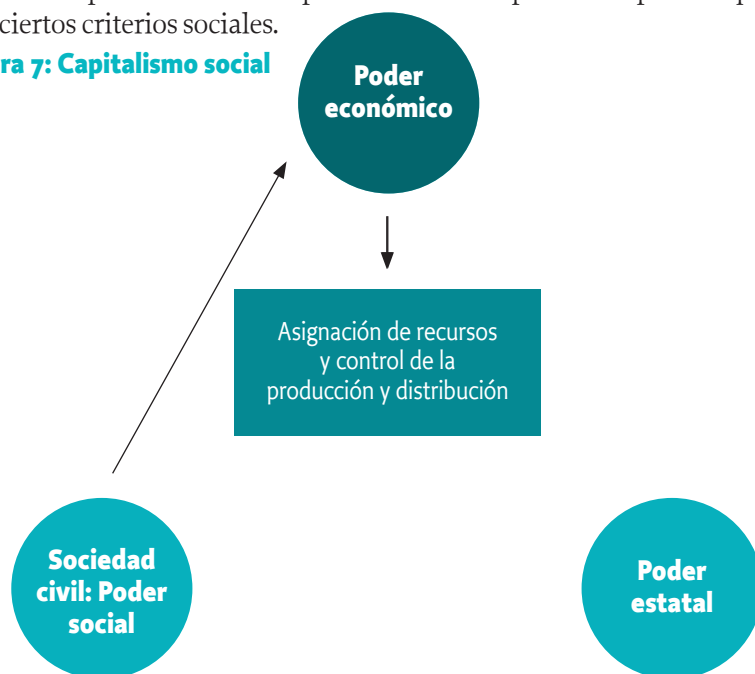 ciertos criterios sociales.
ra 7: Capitalismo social
Poder
económico
Asignación de recursos
y control de la
producción y distribución
Sociedad
civil: Poder
social
Poder
estatal